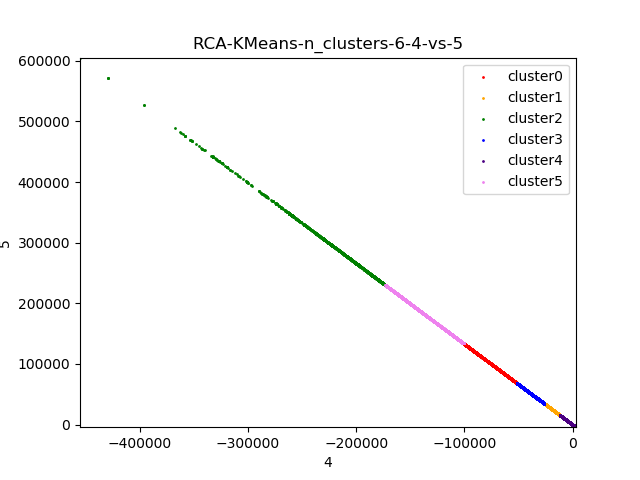 RCA-KMeans-n_clusters-6-4-vs-5
600000
500000
400000
300000
200000
100000
0
5
cluster0
cluster1
cluster2
cluster3
cluster4
cluster5
−400000
−300000
−200000
−100000
0
4